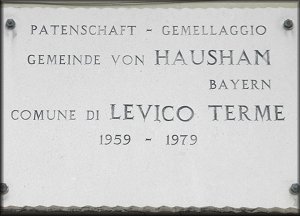 PATENSCHAFT - GEMELLAGGIO
GEMEINDE VON HAUSHAM
BAYERN
COMUNE DI LEVICO TERME
1959 - 1979